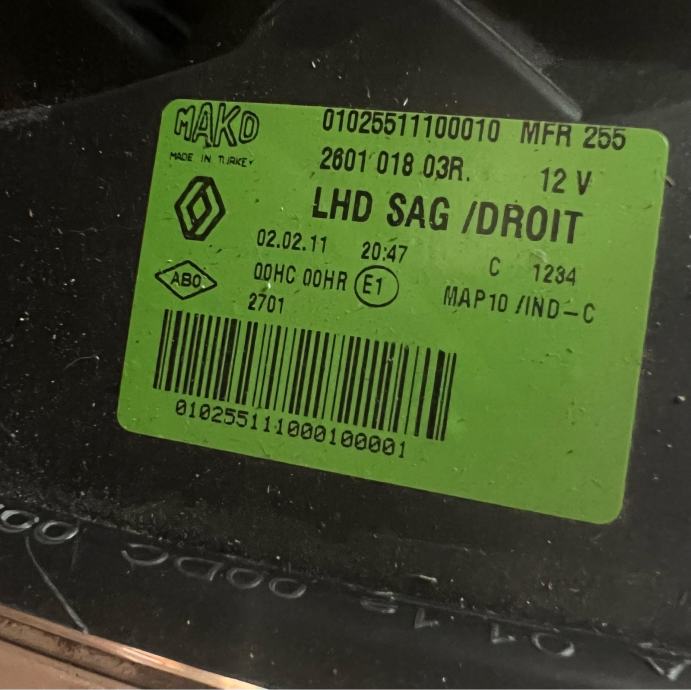 MAKO
MADE IN TURKEY
01025511100010 MFR 255
2601 018 03R. 12 V
LHD SAG /DROIT
02.02.11 20:47
C 1234
ABO.
00HC 00HR E1
MAP10 /IND-C
2701
010255111000100001